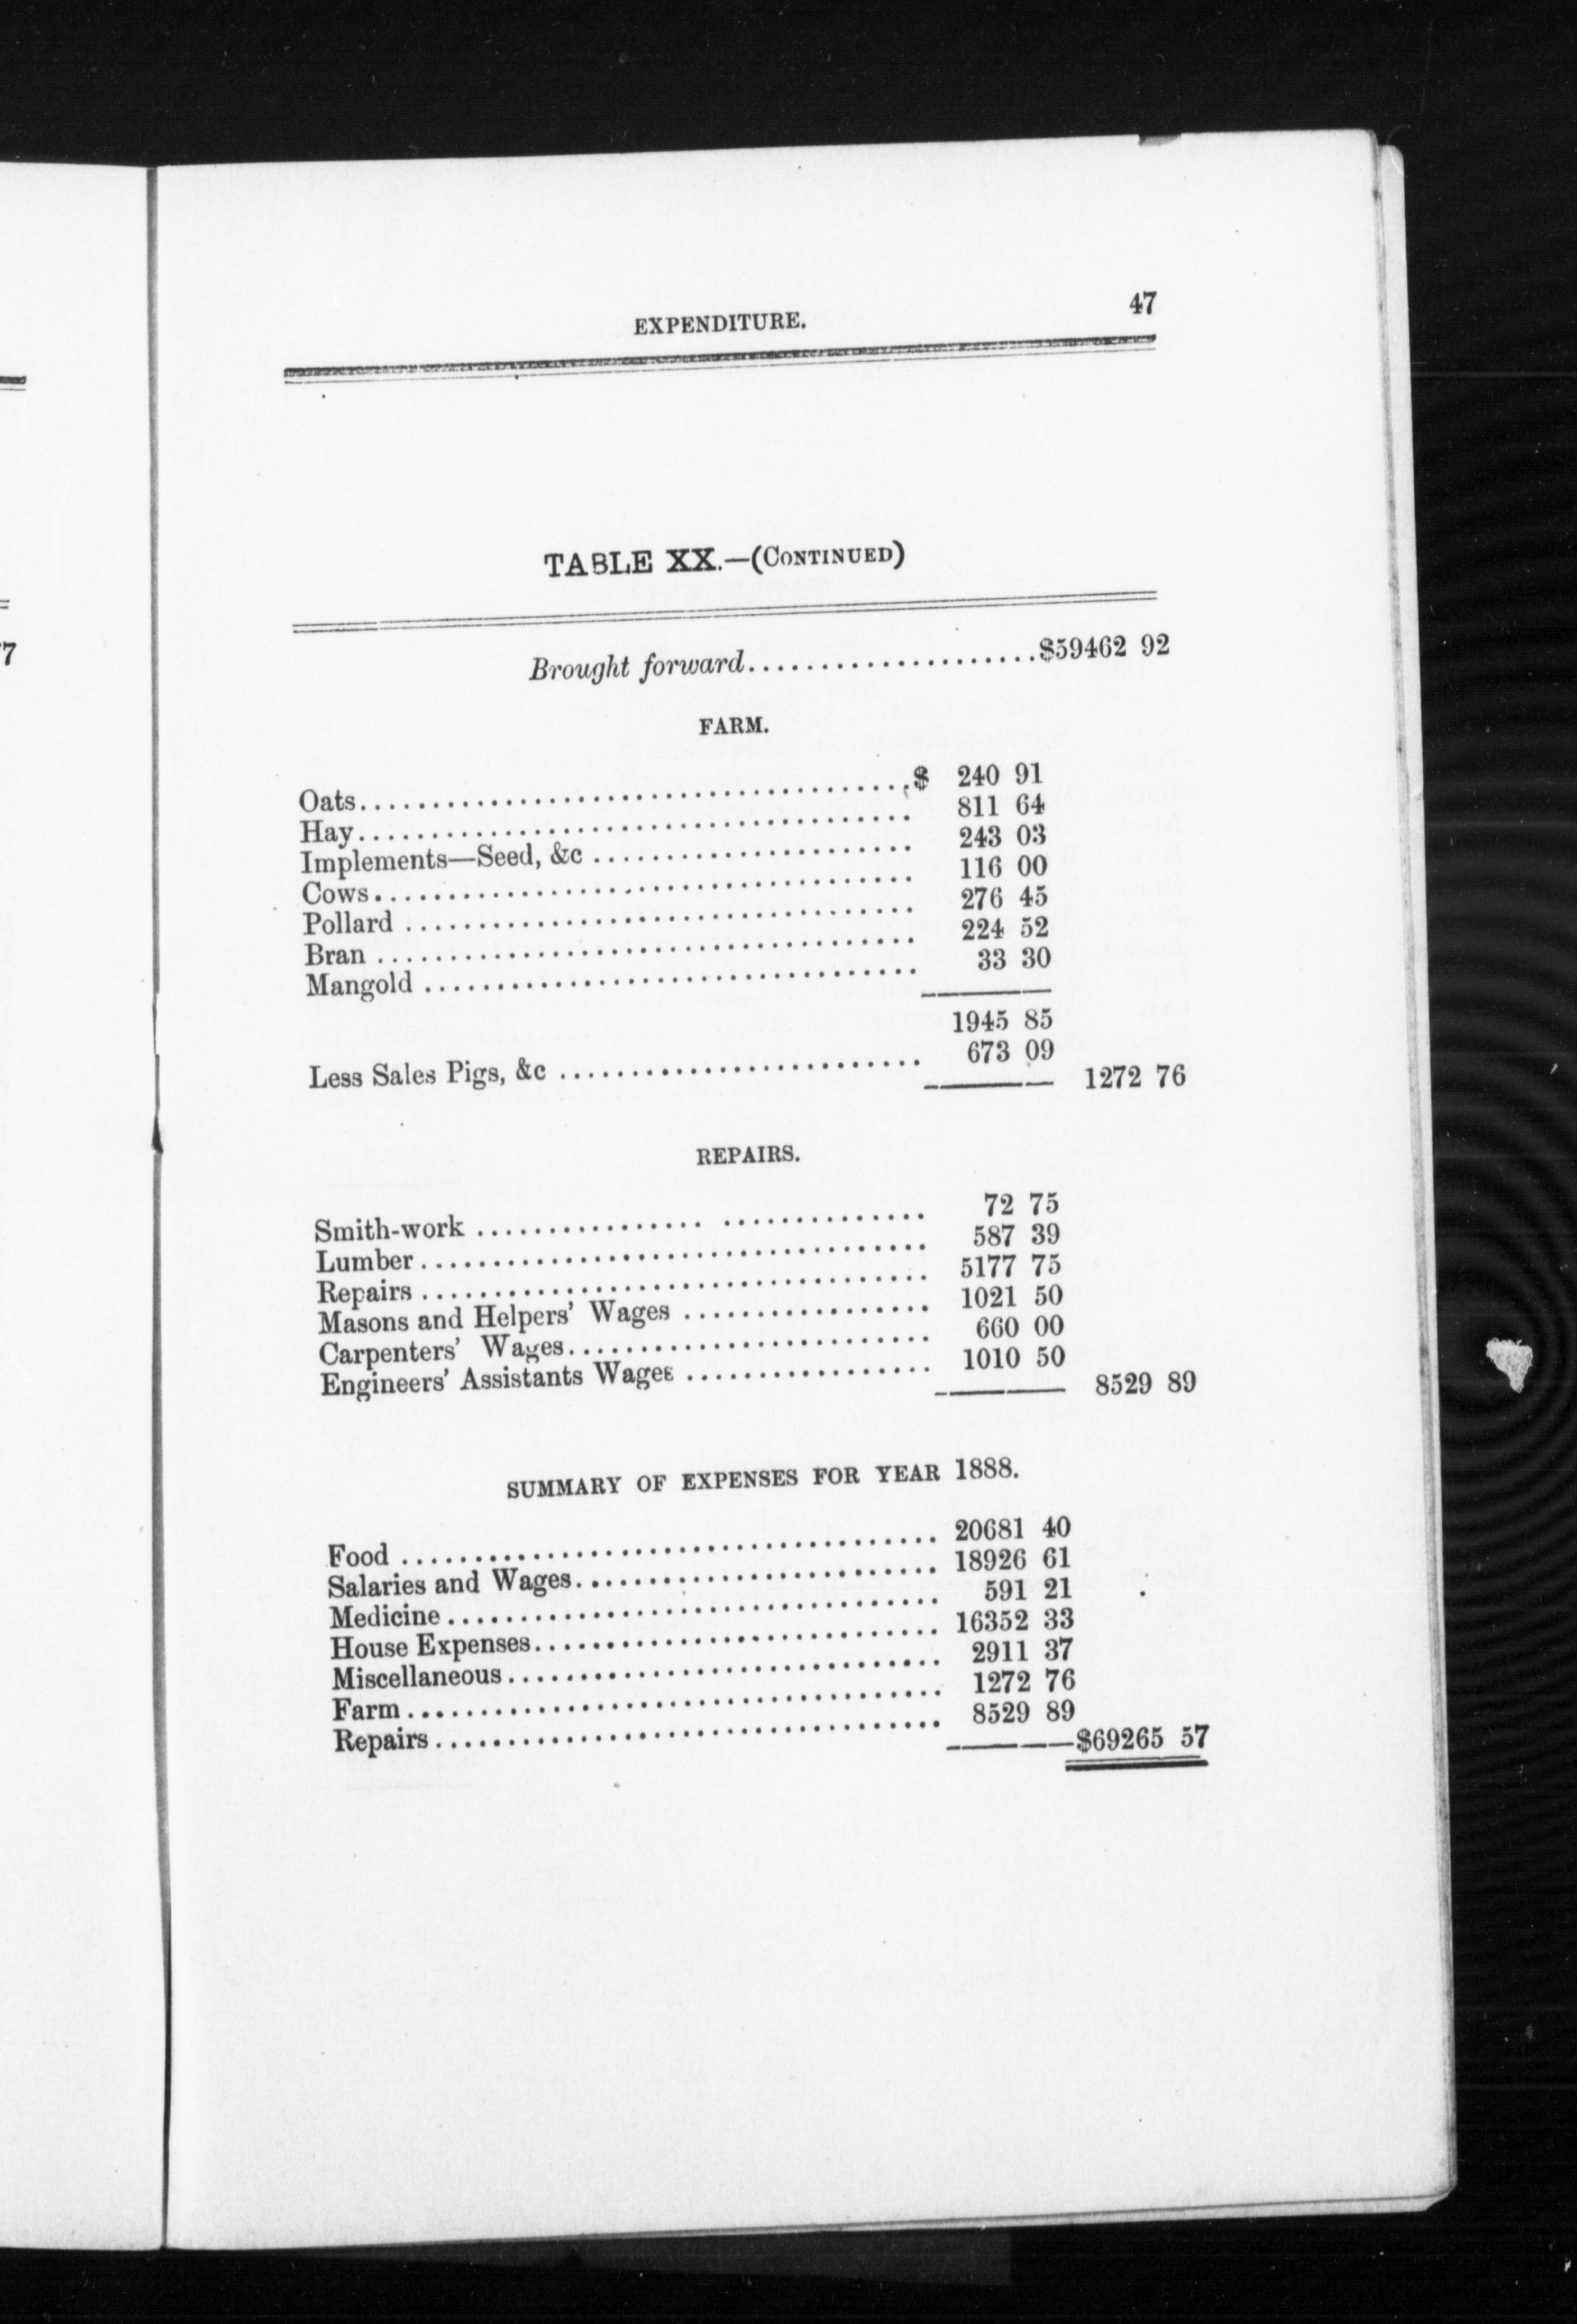 7
EXPENDITURE. 47
TABLE XX.—(CONTINUED)
Brought forward....................$59462 92
FARM.
Oats......................................$ 240 91
Hay...................................... 811 64
Implements—Seed, &c ...................... 243 03
Cows..................................... 116 00
Pollard ................................... 276 45
Bran ..................................... 224 52
Mangold .................................. 33 30
1945 85
Less Sales Pigs, &c ......................... 673 09
1272 76
REPAIRS.
Smith-work ................ .............. 72 75
Lumber................................... 587 39
Repairs ................................... 5177 75
Masons and Helpers' Wages ................. 1021 50
Carpenters' Wages......................... 660 00
Engineers' Assistants Wages ................. 1010 50
8529 89
SUMMARY OF EXPENSES FOR YEAR 1888.
Food ..................................... 20681 40
Salaries and Wages......................... 18926 61
Medicine.................................. 591 21
House Expenses............................ 16352 33
Miscellaneous.............................. 2911 37
Farm..................................... 1272 76
Repairs................................... 8529 89
$69265 57